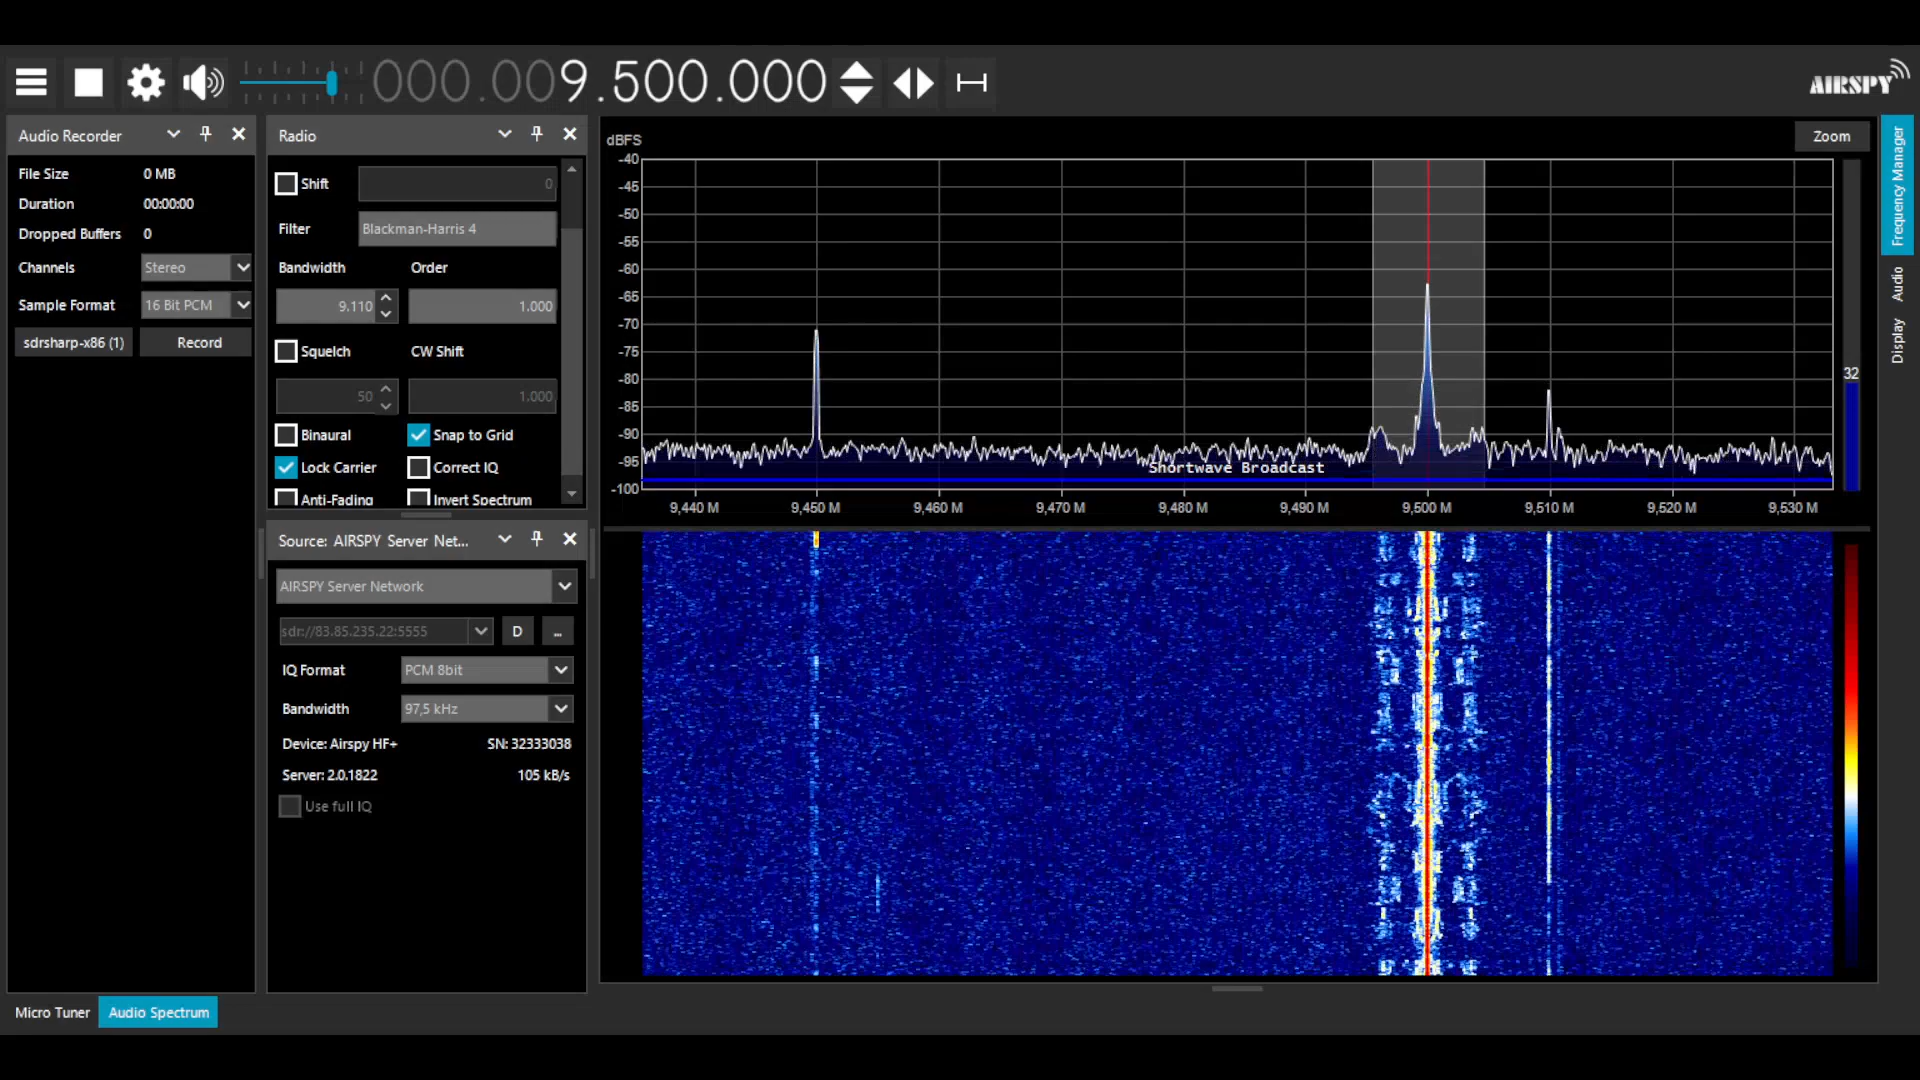 000.009.500.000
AIRSPY
Audio Recorder
File Size 0 MB
Duration 00:00:00
Dropped Buffers 0
Channels Stereo
Sample Format 16 Bit PCM
sdrsharp-x86 (1) Record
Radio
Shift 0
Filter Blackman-Harris 4
Bandwidth Order
9.110 1.000
Squelch CW Shift
50 1.000
Binaural Snap to Grid
Lock Carrier Correct IQ
Anti-Fading Invert Spectrum
Source: AIRSPY Server Net...
AIRSPY Server Network
sdr://83.85.235.22:5555 D ...
IQ Format PCM 8bit
Bandwidth 97,5 kHz
Device: Airspy HF+ SN: 32333038
Server: 2.0.1822 105 kB/s
Use full IQ
dBFS
Zoom
-40
-45
-50
-55
-60
-65
-70
-75
-80
-85
-90
-95
-100
32
Shortwave Broadcast
9,440 M 9,450 M 9,460 M 9,470 M 9,480 M 9,490 M 9,500 M 9,510 M 9,520 M 9,530 M
Frequency Manager
Audio
Display
Micro Tuner Audio Spectrum